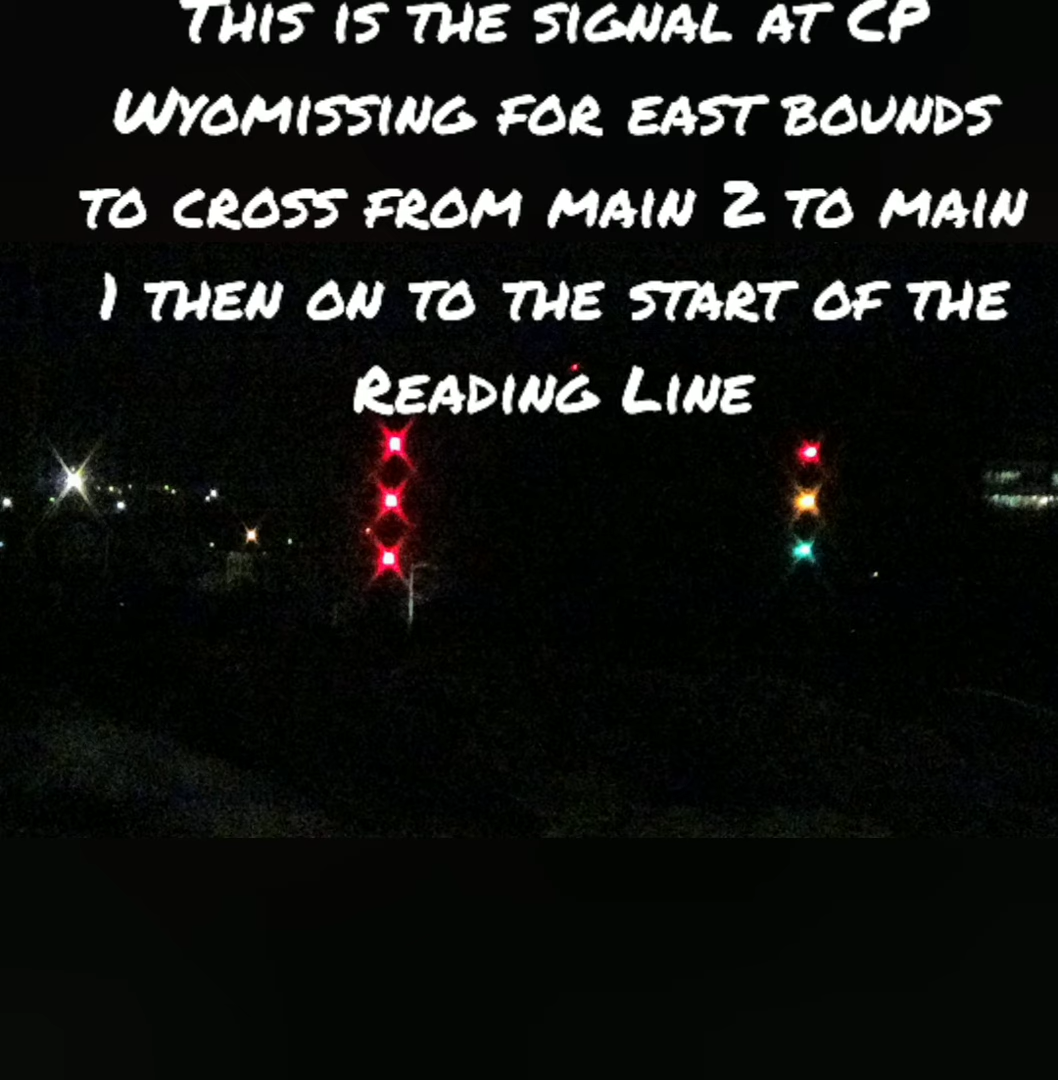 This is the signal at CP
Wyomissing for east bounds
to cross from main 2 to main
1 then on to the start of the
Reading Line